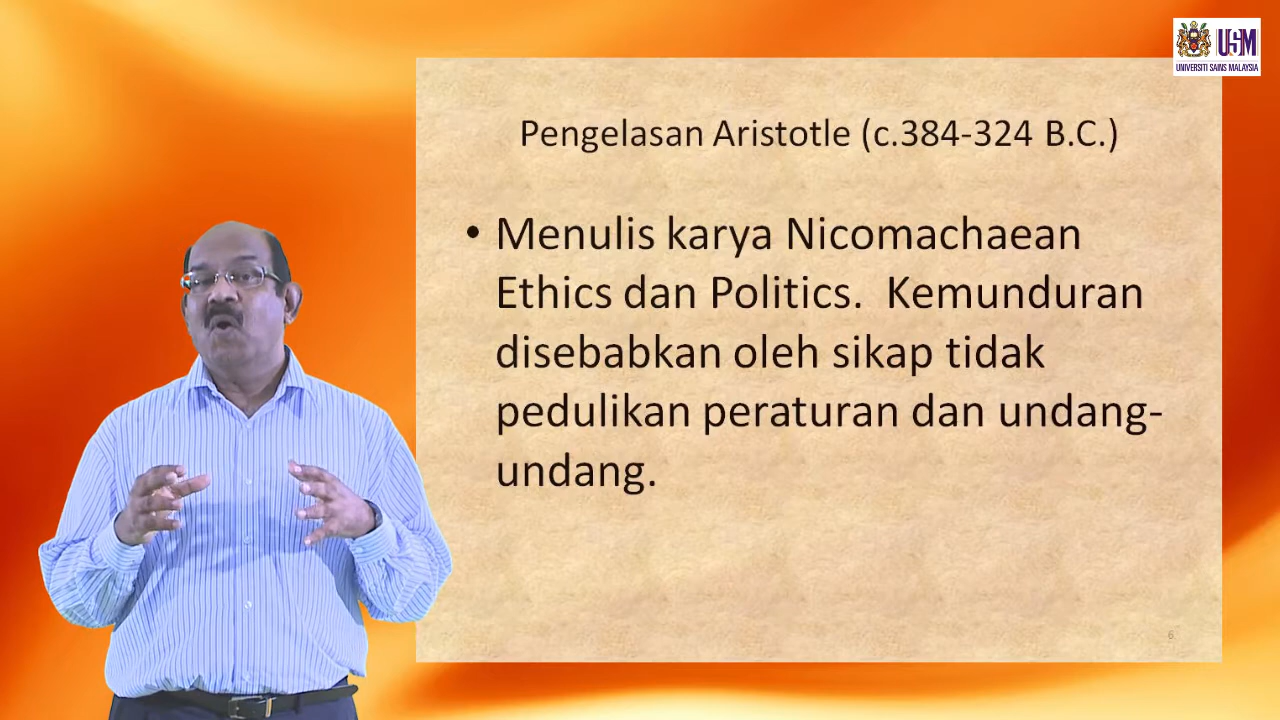 USM
UNIVERSITI SAINS MALAYSIA
Pengelasan Aristotle (c.384-324 B.C.)
• Menulis karya Nicomachaean
Ethics dan Politics.  Kemunduran
disebabkan oleh sikap tidak
pedulikan peraturan dan undang-
undang.
6